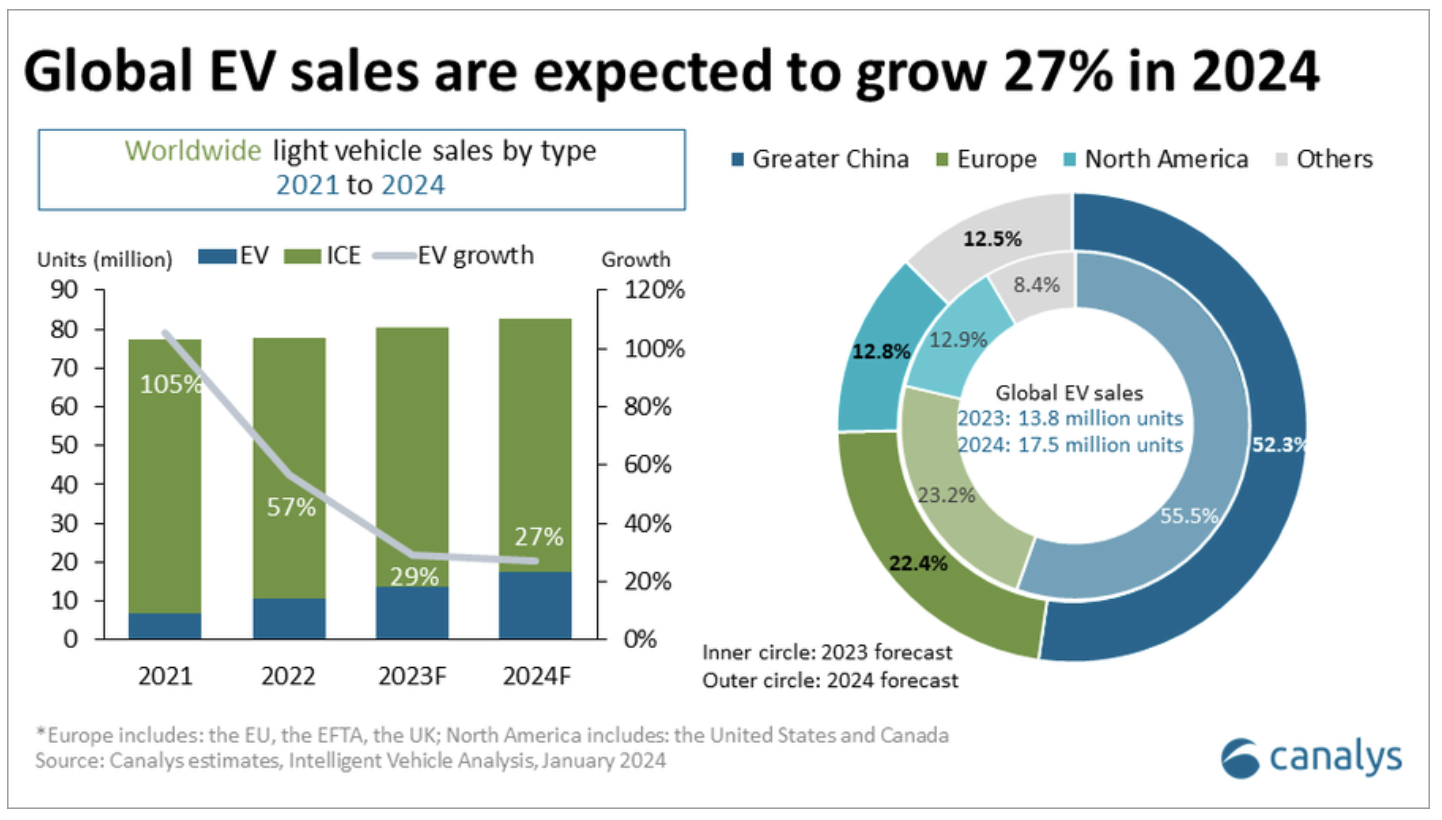 Global EV sales are expected to grow 27% in 2024
Worldwide light vehicle sales by type
2021 to 2024
Units (million)
EV
ICE
EV growth
Growth
90
80
70
60
50
40
30
20
10
0
105%
57%
29%
27%
120%
100%
80%
60%
40%
20%
0%
2021
2022
2023F
2024F
Greater China
Europe
North America
Others
12.5%
8.4%
12.8%
12.9%
Global EV sales
2023: 13.8 million units
2024: 17.5 million units
52.3%
23.2%
55.5%
22.4%
Inner circle: 2023 forecast
Outer circle: 2024 forecast
*Europe includes: the EU, the EFTA, the UK; North America includes: the United States and Canada
Source: Canalys estimates, Intelligent Vehicle Analysis, January 2024
canalys